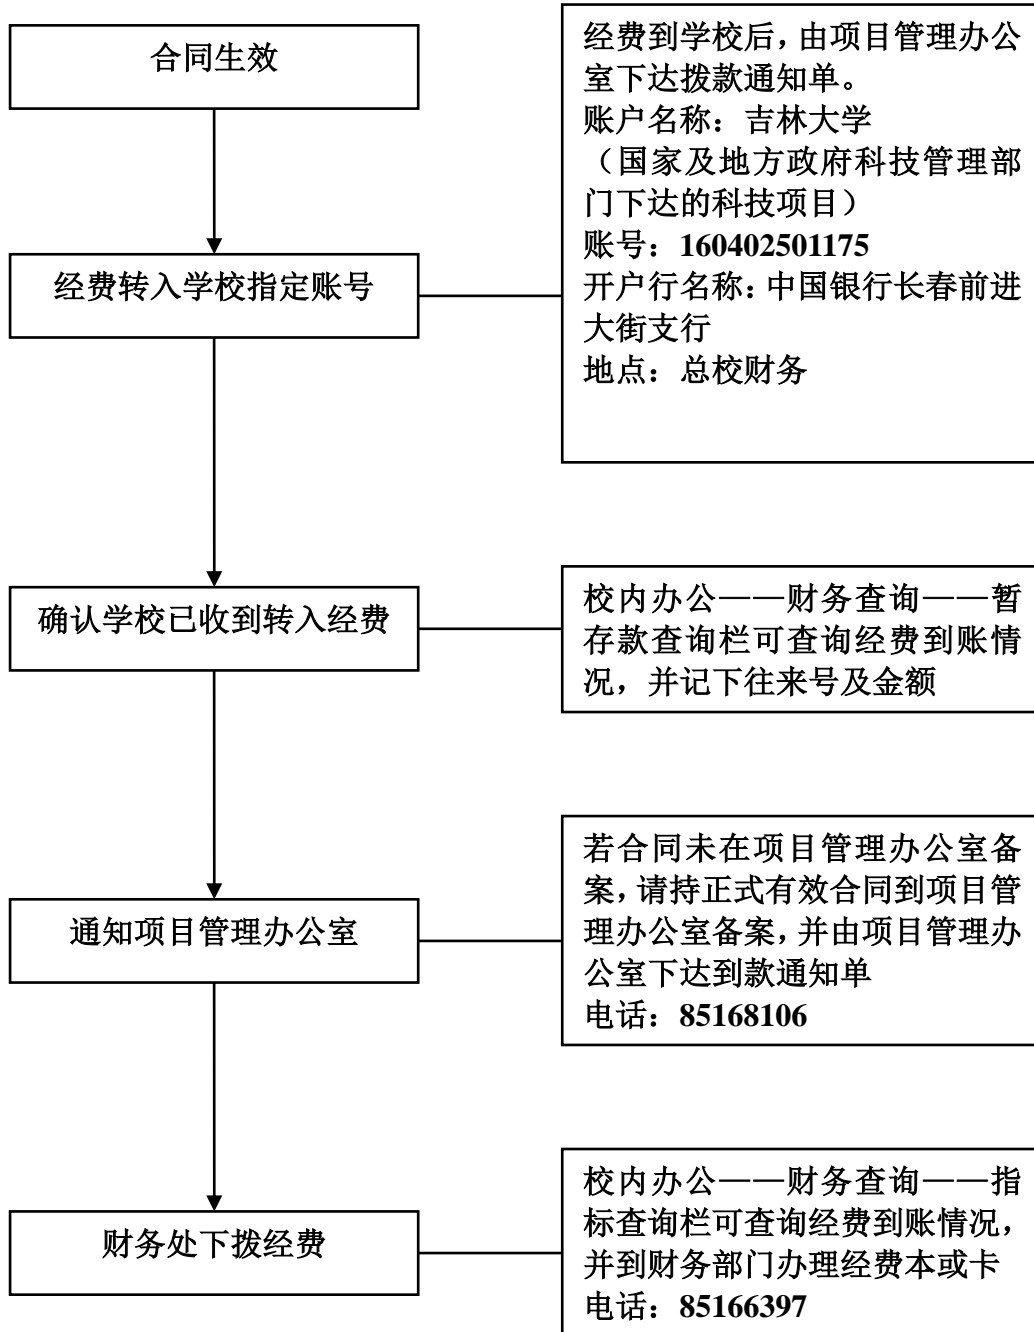 合同生效
经费到学校后，由项目管理办公
室下达拨款通知单。
账户名称：吉林大学
（国家及地方政府科技管理部
门下达的科技项目）
账号：160402501175
开户行名称：中国银行长春前进
大街支行
地点：总校财务
经费转入学校指定账号
确认学校已收到转入经费
校内办公——财务查询——暂
存款查询栏可查询经费到账情
况，并记下往来号及金额
通知项目管理办公室
若合同未在项目管理办公室备
案，请持正式有效合同到项目管
理办公室备案，并由项目管理办
公室下达到款通知单
电话：85168106
财务处下拨经费
校内办公——财务查询——指
标查询栏可查询经费到账情况，
并到财务部门办理经费本或卡
电话：85166397